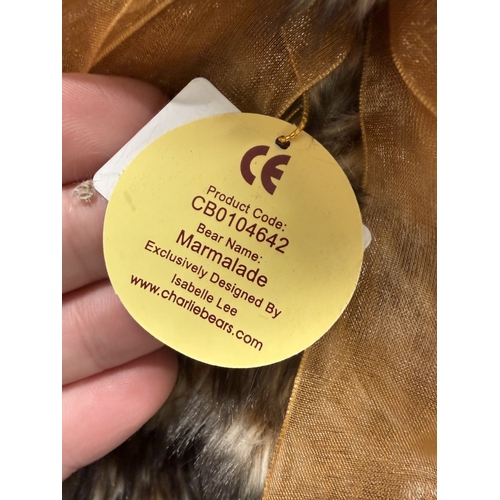 CE
Product Code:
CB0104642
Bear Name:
Marmalade
Exclusively Designed By
Isabelle Lee
www.charliebears.com